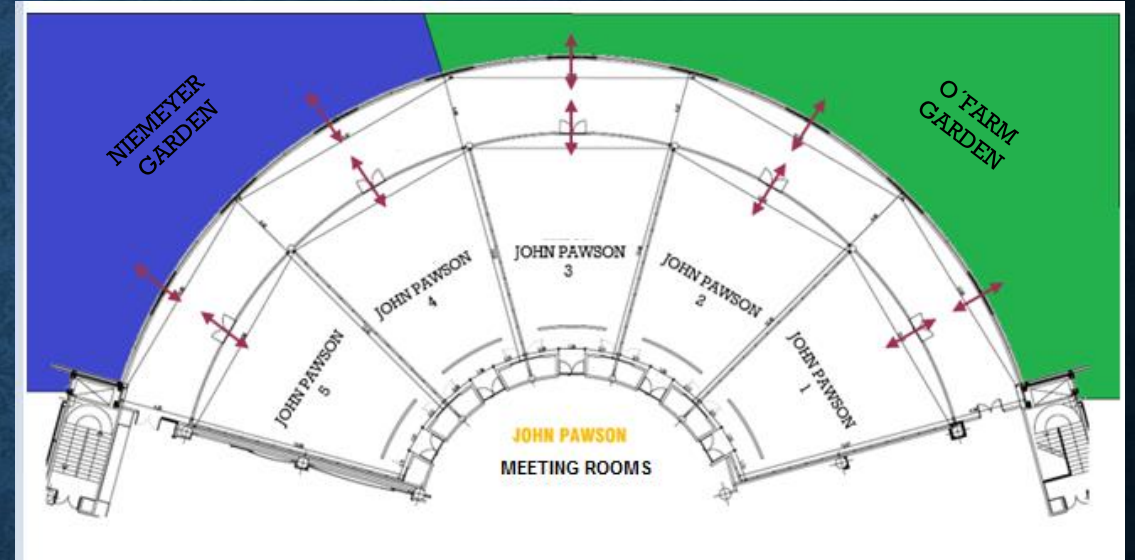 NIEMEYER
GARDEN
O´FARM
GARDEN
JOHN PAWSON
5
JOHN PAWSON
4
JOHN PAWSON
3
JOHN PAWSON
2
JOHN PAWSON
1
JOHN PAWSON
MEETING ROOMS